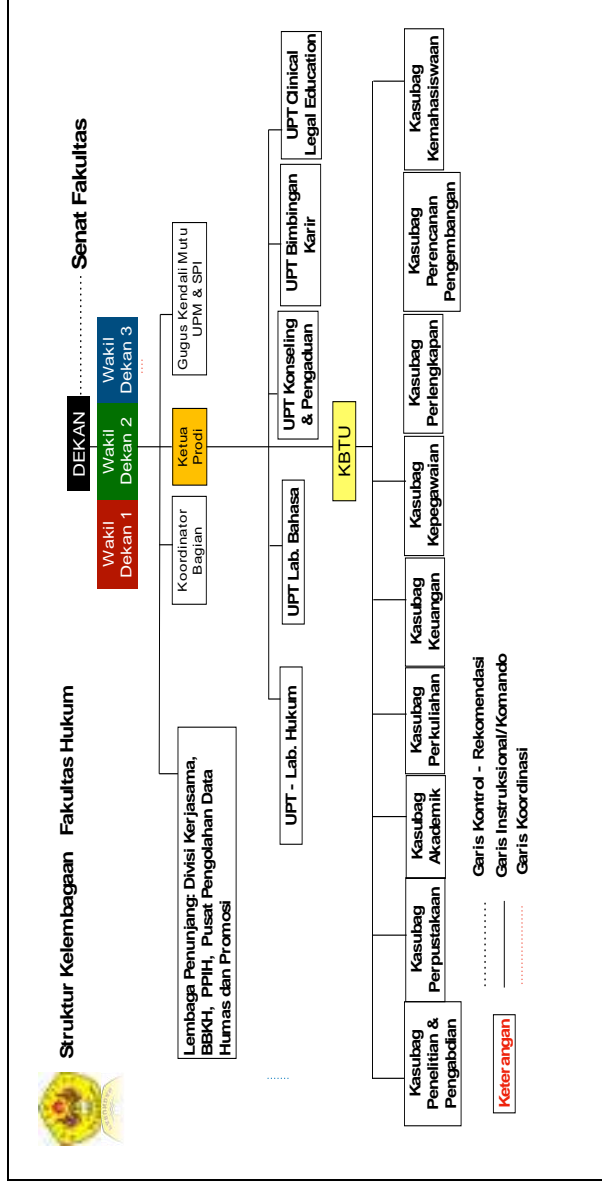 Struktur Kelembagaan Fakultas Hukum
DEKAN
Senat Fakultas
Wakil
Dekan 1
Wakil
Dekan 2
Wakil
Dekan 3
Lembaga Penunjang: Divisi Kerjasama,
BBKH, PPIH, Pusat Pengolahan Data
Humas dan Promosi
Koordinator
Bagian
Ketua
Prodi
Gugus Kendali Mutu
UPM & SPI
UPT - Lab. Hukum
UPT Lab. Bahasa
UPT Konseling
& Pengaduan
UPT Bimbingan
Karir
UPT Clinical
Legal Education
KBTU
Kasubag
Penelitian &
Pengabdian
Kasubag
Perpustakaan
Kasubag
Akademik
Kasubag
Perkuliahan
Kasubag
Keuangan
Kasubag
Kepegawaian
Kasubag
Perlengkapan
Kasubag
Perencanan
Pengembangan
Kasubag
Kemahasiswaan
Keterangan
Garis Kontrol - Rekomendasi
Garis Instruksional/Komando
Garis Koordinasi